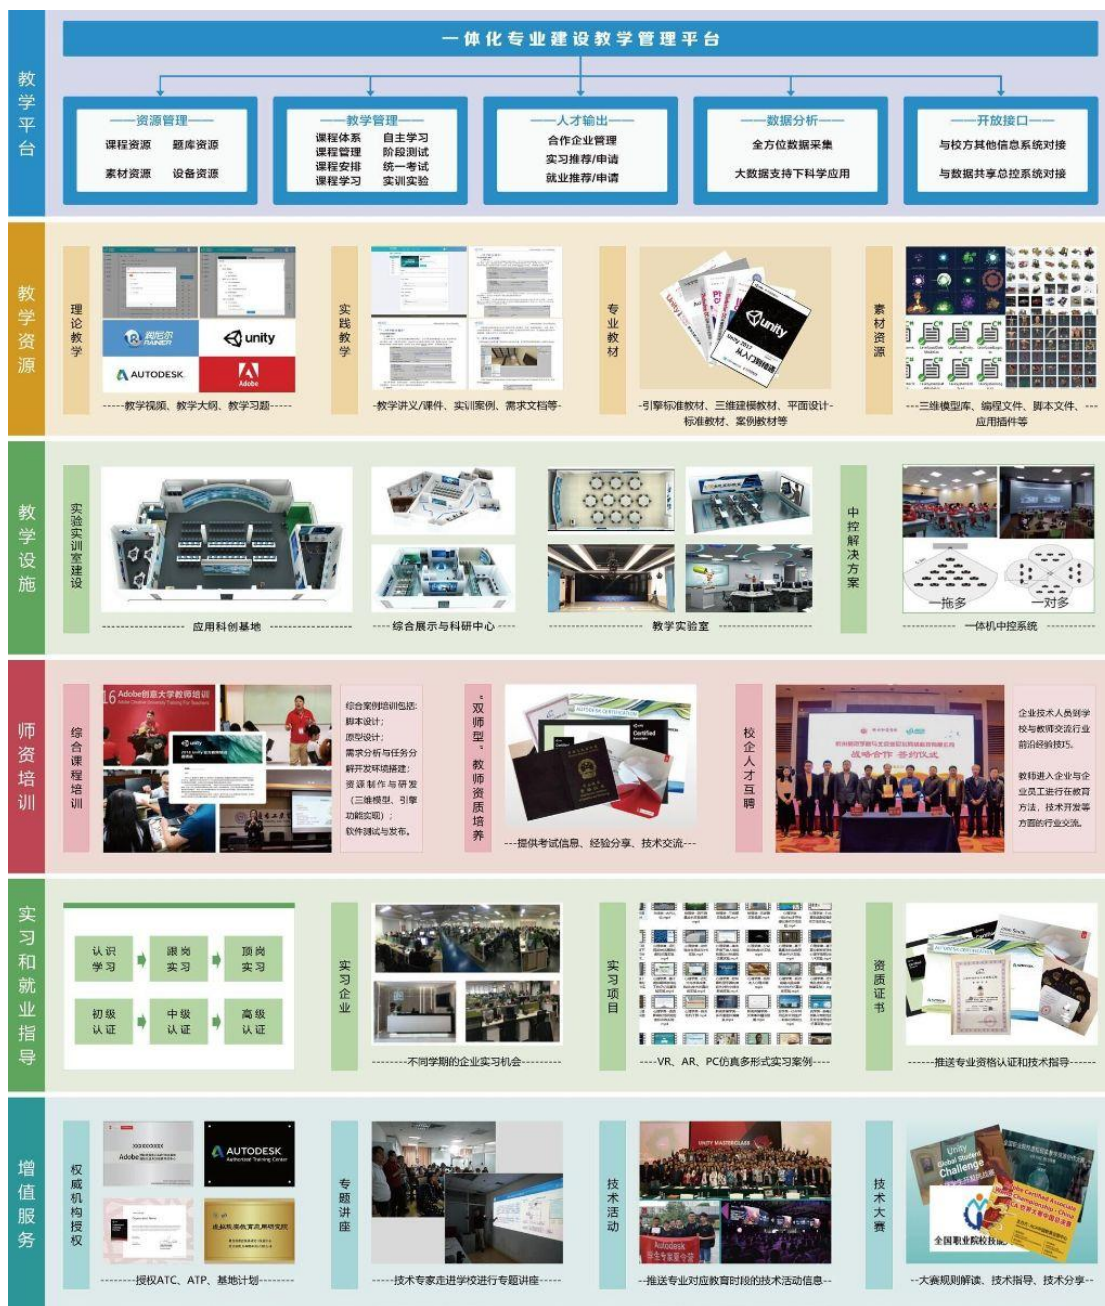 教学平台
一体化专业建设教学管理平台
资源管理
课程资源 题库资源
素材资源 设备资源
教学管理
课程体系 自主学习
课程管理 阶段测试
课程安排 统一考试
课程学习 实训实验
人才输出
合作企业管理
实习推荐/申请
就业推荐/申请
数据分析
全方位数据采集
大数据支持下科学应用
开放接口
与校方其他信息系统对接
与数据共享总控系统对接
教学资源
理论教学
润尼尔
RAINIER
unity
AUTODESK
Adobe
教学视频、教学大纲、教学习题
实践教学
教学讲义/课件、实训案例、需求文档等
专业教材
unity
引擎标准教材、三维建模教材、平面设计
标准教材、案例教材等
素材资源
三维模型库、编程文件、脚本文件、
应用插件等
教学设施
实验实训室建设
应用科创基地
综合展示与科研中心
教学实验室
中控解决方案
一拖多
一对多
一体机中控系统
师资培训
综合课程培训
16 Adobe创意大学教师培训
unity
综合案例培训包括:
脚本设计;
原型设计;
需求分析与任务分
解开发环境搭建;
资源制作与研发
(三维模型、引擎
功能实现);
软件测试与发布。
“双师型”教师资质培养
AUTODESK CERTIFICATION
Certified
提供考试信息、经验分享、技术交流
校企人才互聘
战略合作 签约仪式
企业技术人员到学
校与教师交流行业
前沿经验技巧。
教师进入企业与企
业员工进行在教育
方法，技术开发等
方面的行业交流。
实习和就业指导
认识学习
跟岗实习
顶岗实习
初级认证
中级认证
高级认证
实习企业
不同学期的企业实习机会
实习项目
VR、AR、PC仿真多形式实习案例
资质证书
推送专业资格认证和技术指导
增值服务
权威机构授权
XXXXXXXXXX
Adobe
AUTODESK
Authorized Training Center
虚拟现实教育应用研究院
授权ATC、ATP、基地计划
专题讲座
技术专家走进学校进行专题讲座
技术活动
UNITY MASTERCLASS
Autodesk
推送专业对应教育时段的技术活动信息
技术大赛
Unity
Global Student
Challenge
全国职业院校技能
大赛规则解读、技术指导、技术分享